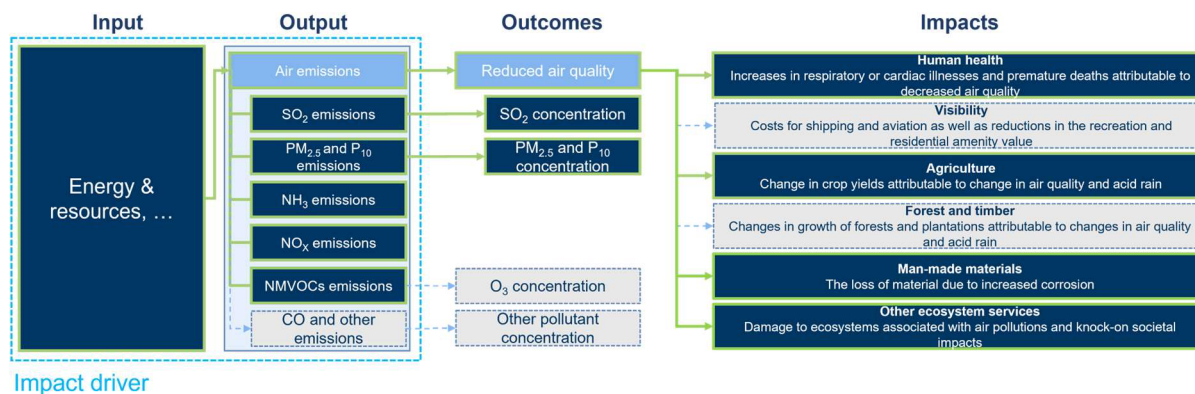 Input
Output
Outcomes
Impacts
Energy &
resources, …
Air emissions
SO₂ emissions
PM₂.₅ and P₁₀
emissions
NH₃ emissions
NOₓ emissions
NMVOCs emissions
CO and other
emissions
Reduced air quality
SO₂ concentration
PM₂.₅ and P₁₀
concentration
O₃ concentration
Other pollutant
concentration
Human health
Increases in respiratory or cardiac illnesses and premature deaths attributable to
decreased air quality
Visibility
Costs for shipping and aviation as well as reductions in the recreation and
residential amenity value
Agriculture
Change in crop yields attributable to change in air quality and acid rain
Forest and timber
Changes in growth of forests and plantations attributable to changes in air quality
and acid rain
Man-made materials
The loss of material due to increased corrosion
Other ecosystem services
Damage to ecosystems associated with air pollutions and knock-on societal
impacts
Impact driver